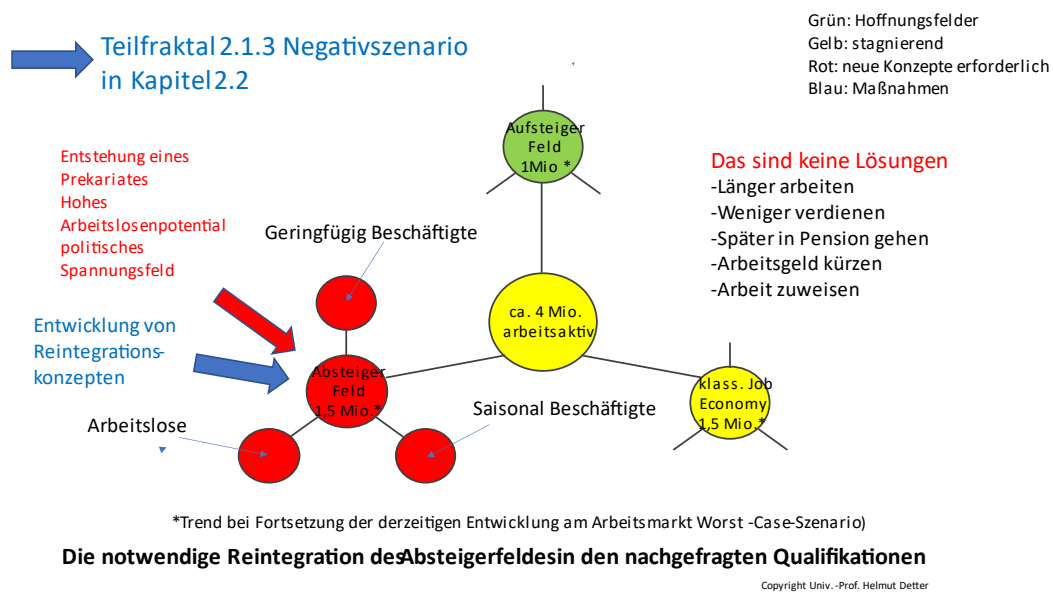 Teilfraktal 2.1.3 Negativszenario
in Kapitel 2.2
Grün: Hoffnungsfelder
Gelb: stagnierend
Rot: neue Konzepte erforderlich
Blau: Maßnahmen
Aufsteiger
Feld
1Mio *
Entstehung eines
Prekariates
Hohes
Arbeitslosenpotential
politisches
Spannungsfeld
Das sind keine Lösungen
-Länger arbeiten
-Weniger verdienen
-Später in Pension gehen
-Arbeitsgeld kürzen
-Arbeit zuweisen
Geringfügig Beschäftigte
ca. 4 Mio.
arbeitsaktiv
Entwicklung von
Reintegrations-
konzepten
Absteiger
Feld
1,5 Mio.*
klass. Job
Economy
1,5 Mio.*
Arbeitslose
Saisonal Beschäftigte
*Trend bei Fortsetzung der derzeitigen Entwicklung am Arbeitsmarkt Worst -Case-Szenario)
Die notwendige Reintegration des Absteigerfeldes in den nachgefragten Qualifikationen
Copyright Univ. -Prof. Helmut Detter